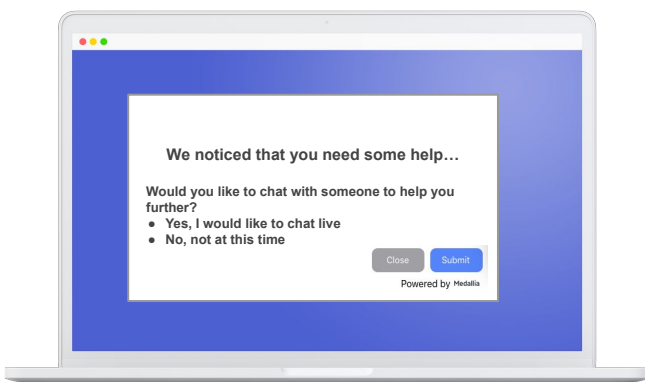 We noticed that you need some help…
Would you like to chat with someone to help you
further?
● Yes, I would like to chat live
● No, not at this time
Close Submit
Powered by Medallia